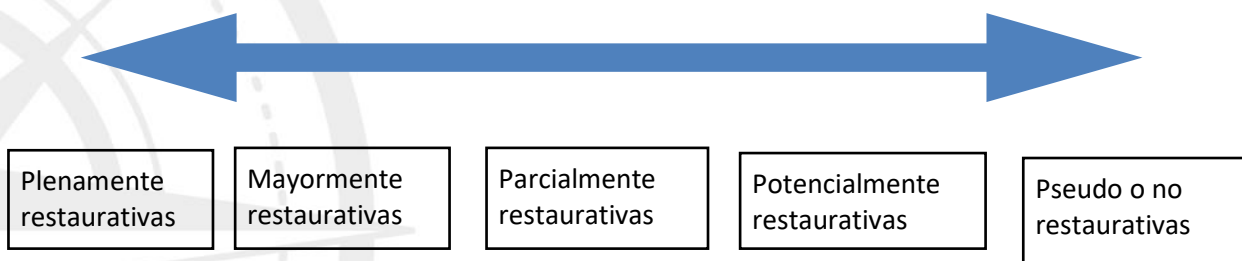 Plenamente
restaurativas
Mayormente
restaurativas
Parcialmente
restaurativas
Potencialmente
restaurativas
Pseudo o no
restaurativas